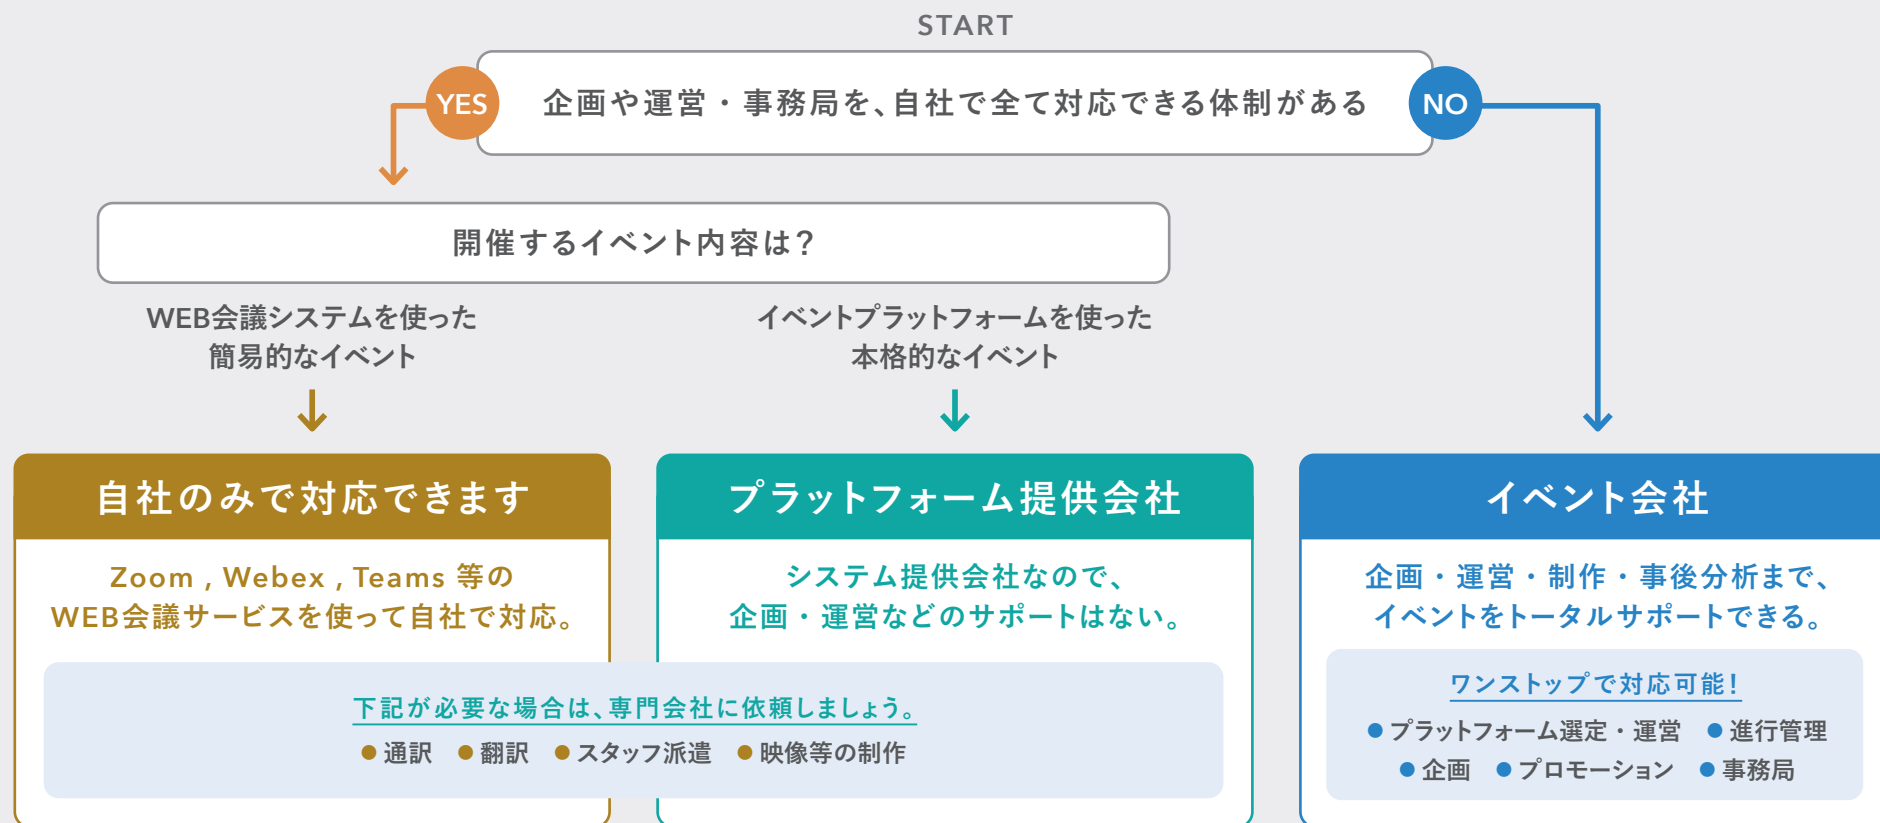 START
YES
企画や運営・事務局を、自社で全て対応できる体制がある
NO
開催するイベント内容は？
WEB会議システムを使った
簡易的なイベント
イベントプラットフォームを使った
本格的なイベント
自社のみで対応できます
Zoom , Webex , Teams 等の
WEB会議サービスを使って自社で対応。
プラットフォーム提供会社
システム提供会社なので、
企画・運営などのサポートはない。
下記が必要な場合は、専門会社に依頼しましょう。
●通訳 ●翻訳 ●スタッフ派遣 ●映像等の制作
イベント会社
企画・運営・制作・事後分析まで、
イベントをトータルサポートできる。
ワンストップで対応可能！
●プラットフォーム選定・運営 ●進行管理
●企画 ●プロモーション ●事務局